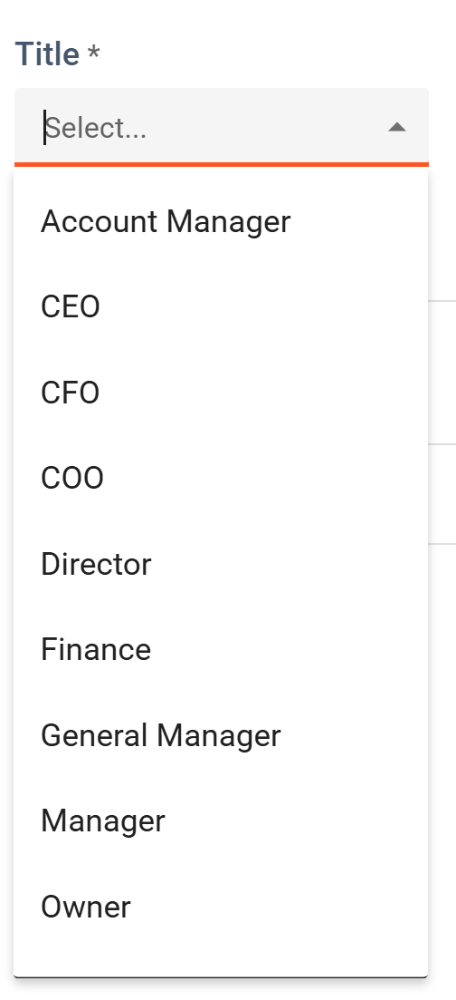 Title *
Select...
Account Manager
CEO
CFO
COO
Director
Finance
General Manager
Manager
Owner